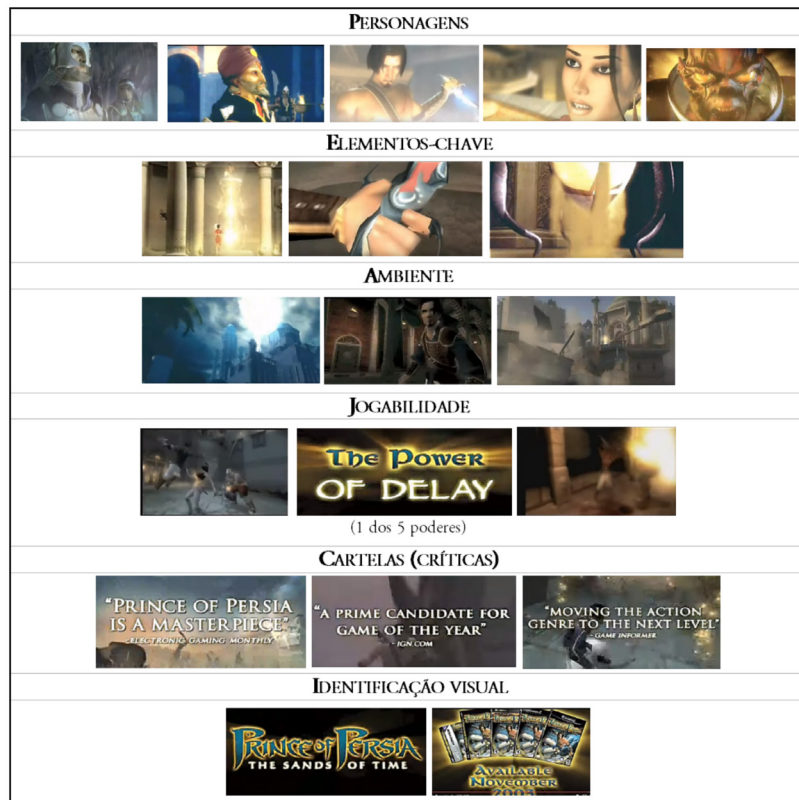 Personagens
Elementos-chave
Ambiente
Jogabilidade
The Power
OF DELAY
(1 dos 5 poderes)
Cartelas (críticas)
"PRINCE OF PERSIA
IS A MASTERPIECE"
-ELECTRONIC GAMING MONTHLY
"A PRIME CANDIDATE FOR
GAME OF THE YEAR"
- IGN.COM
"MOVING THE ACTION
GENRE TO THE NEXT LEVEL"
- GAME INFORMER
Identificação visual
PRINCE OF PERSIA
THE SANDS OF TIME
Available
November
2003